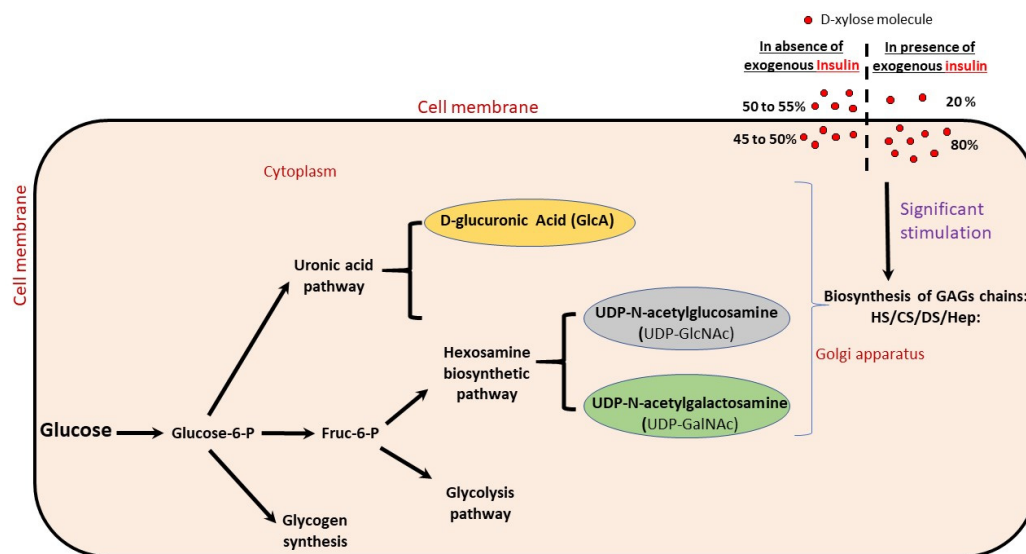 D-xylose molecule
In absence of
exogenous Insulin
In presence of
exogenous insulin
50 to 55%
20 %
Cell membrane
45 to 50%
80%
Cytoplasm
Cell membrane
D-glucuronic Acid (GlcA)
Significant
stimulation
Uronic acid
pathway
Biosynthesis of GAGs chains:
HS/CS/DS/Hep:
UDP-N-acetylglucosamine
(UDP-GlcNAc)
Golgi apparatus
Hexosamine
biosynthetic
pathway
UDP-N-acetylgalactosamine
(UDP-GalNAc)
Glucose
Glucose-6-P
Fruc-6-P
Glycolysis
pathway
Glycogen
synthesis